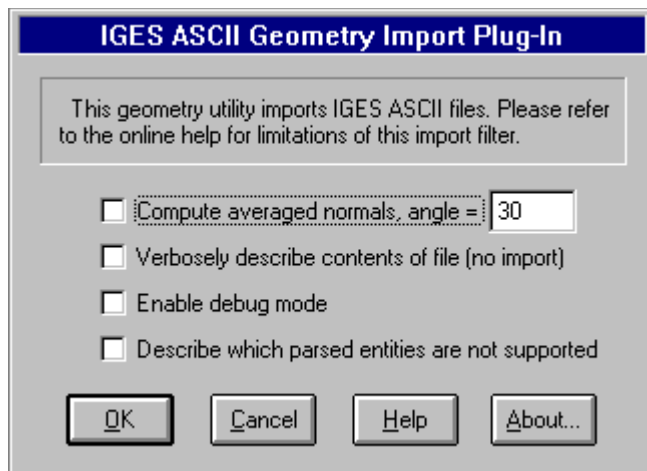 IGES ASCII Geometry Import Plug-In
This geometry utility imports IGES ASCII files. Please refer
to the online help for limitations of this import filter.
Compute averaged normals, angle = 30
Verbosely describe contents of file (no import)
Enable debug mode
Describe which parsed entities are not supported
OK Cancel Help About...